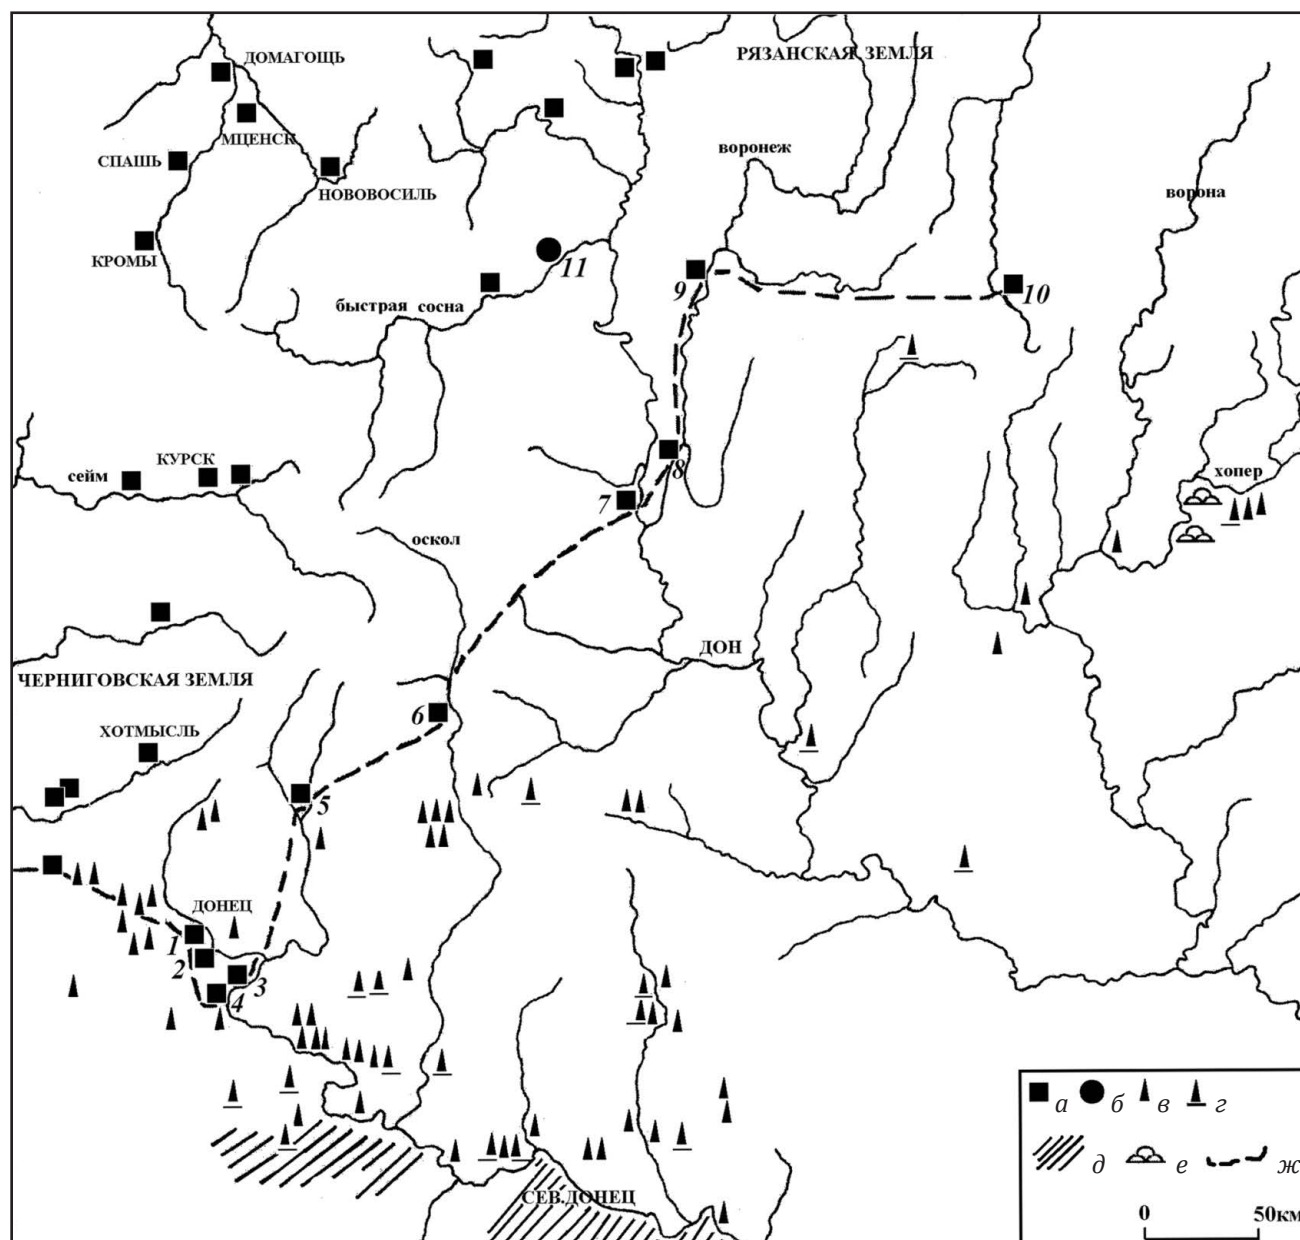 ДОМАГОЩЬ
РЯЗАНСКАЯ ЗЕМЛЯ
МЦЕНСК
воронеж
СПАШЬ
НОВОВОСИЛЬ
ворона
КРОМЫ
11
9
10
быстрая сосна
КУРСК
8
сейм
хопер
7
оскол
ДОН
ЧЕРНИГОВСКАЯ ЗЕМЛЯ
6
ХОТМЫСЛЬ
5
ДОНЕЦ
1
2
3
4
а б в г
д е ж
СЕВ.ДОНЕЦ
0 50км